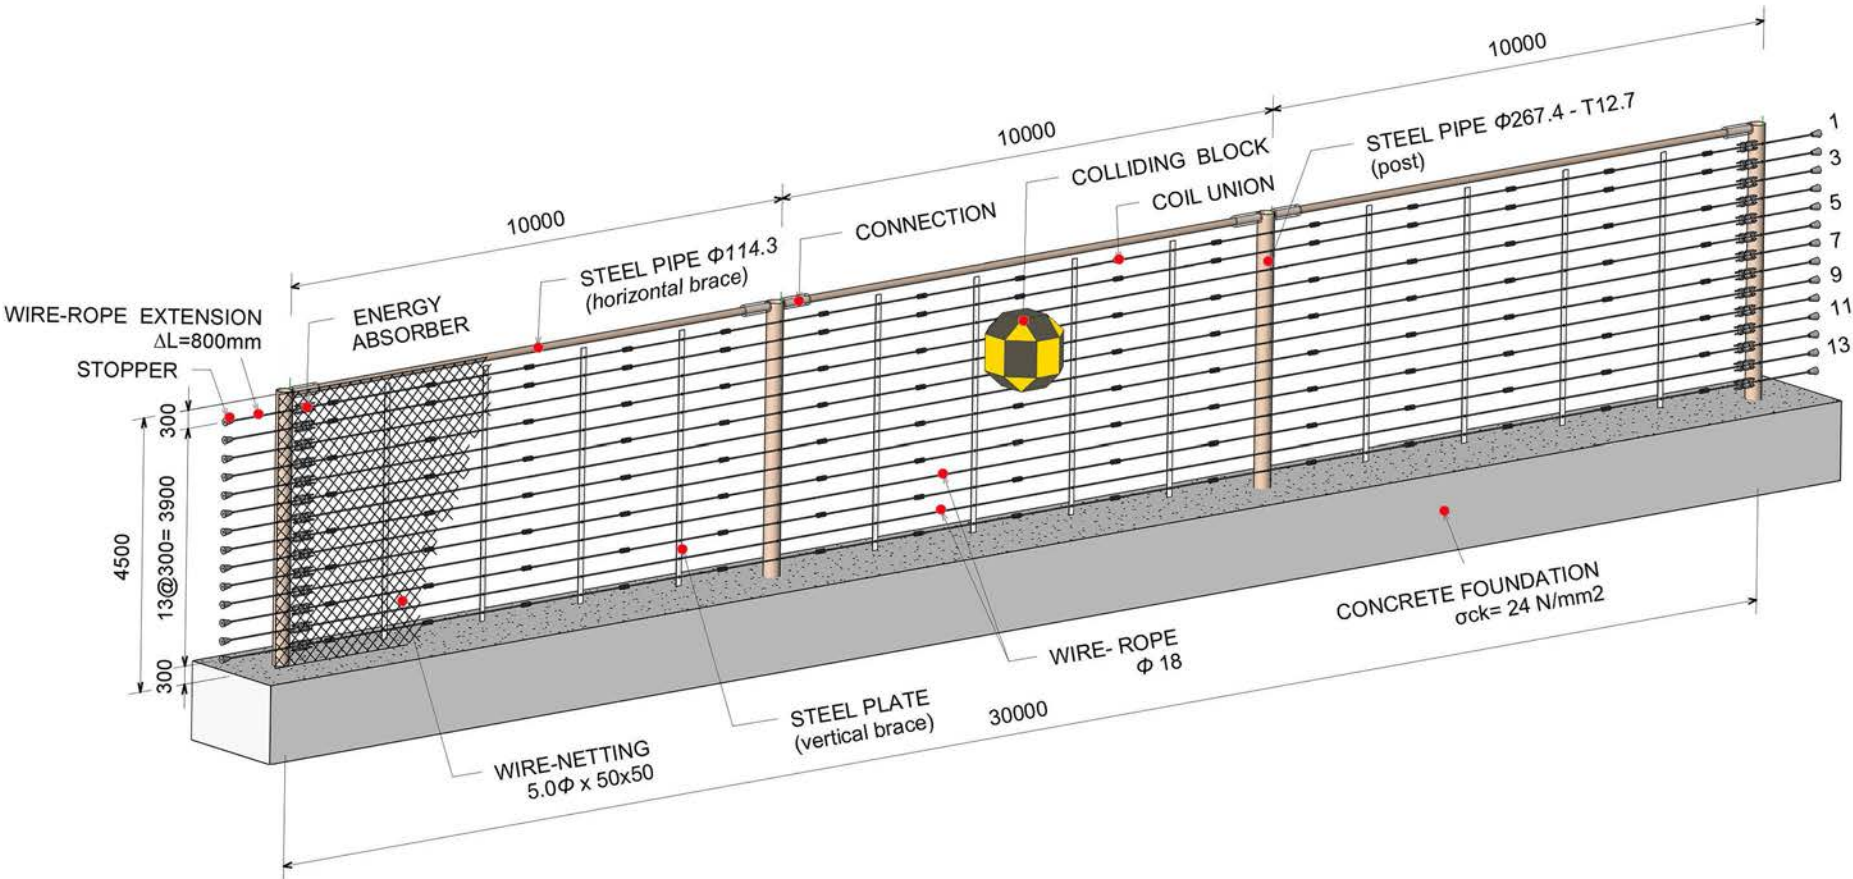 10000
10000
10000
STEEL PIPE Φ267.4 - T12.7
(post)
COLLIDING BLOCK
COIL UNION
CONNECTION
STEEL PIPE Φ114.3
(horizontal brace)
ENERGY
ABSORBER
WIRE-ROPE EXTENSION
ΔL=800mm
STOPPER
1
3
5
7
9
11
13
300
13@300= 3900
4500
300
CONCRETE FOUNDATION
σck= 24 N/mm2
WIRE- ROPE
Φ 18
STEEL PLATE
(vertical brace)
30000
WIRE-NETTING
5.0Φ x 50x50